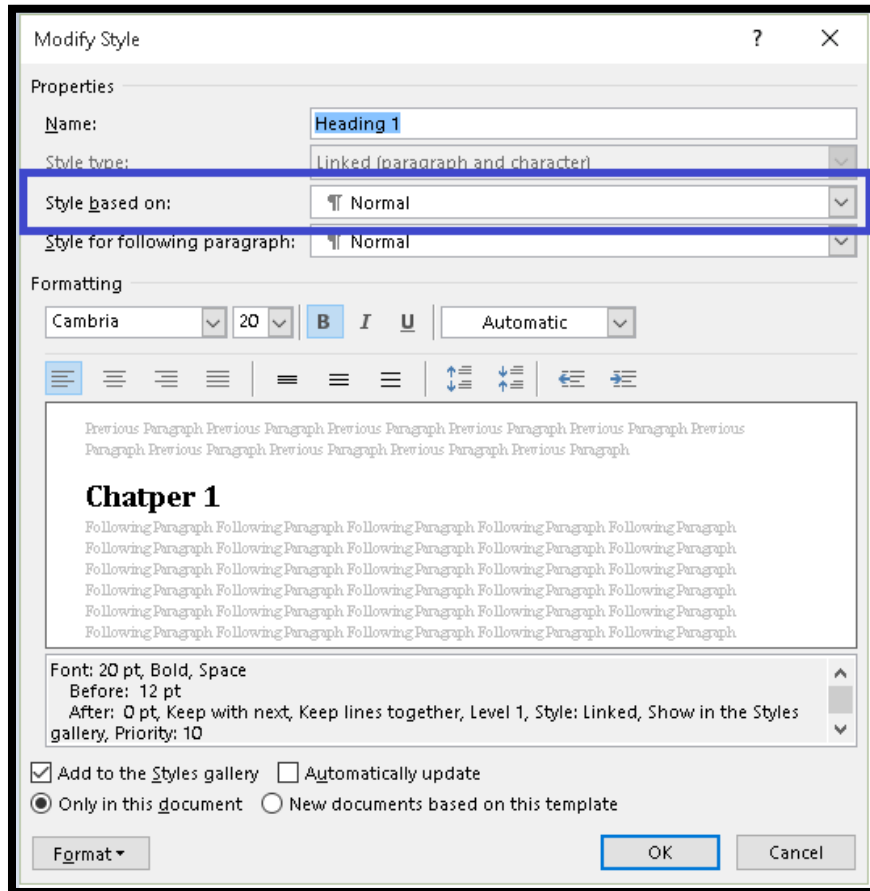 Modify Style ? ×
Properties
Name: Heading 1
Style type: Linked (paragraph and character)
Style based on: ¶ Normal
Style for following paragraph: ¶ Normal
Formatting
Cambria 20 B I U Automatic
Previous Paragraph Previous Paragraph Previous Paragraph Previous Paragraph Previous Paragraph Previous
Paragraph Previous Paragraph Previous Paragraph Previous Paragraph Previous Paragraph
Chatper 1
Following Paragraph Following Paragraph Following Paragraph Following Paragraph Following Paragraph
Following Paragraph Following Paragraph Following Paragraph Following Paragraph Following Paragraph
Following Paragraph Following Paragraph Following Paragraph Following Paragraph Following Paragraph
Following Paragraph Following Paragraph Following Paragraph Following Paragraph Following Paragraph
Following Paragraph Following Paragraph Following Paragraph Following Paragraph Following Paragraph
Following Paragraph Following Paragraph Following Paragraph Following Paragraph Following Paragraph
Font: 20 pt, Bold, Space
Before: 12 pt
After: 0 pt, Keep with next, Keep lines together, Level 1, Style: Linked, Show in the Styles
gallery, Priority: 10
Add to the Styles gallery Automatically update
Only in this document New documents based on this template
Format OK Cancel